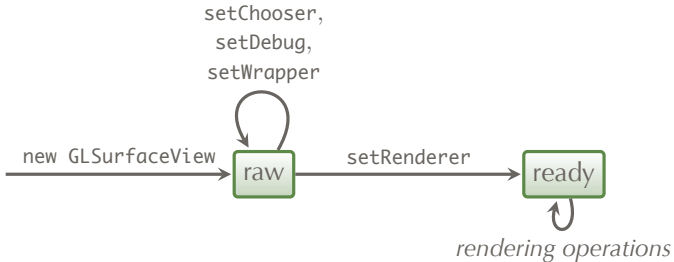 setChooser,
setDebug,
setWrapper
new GLSurfaceView
raw
setRenderer
ready
rendering operations